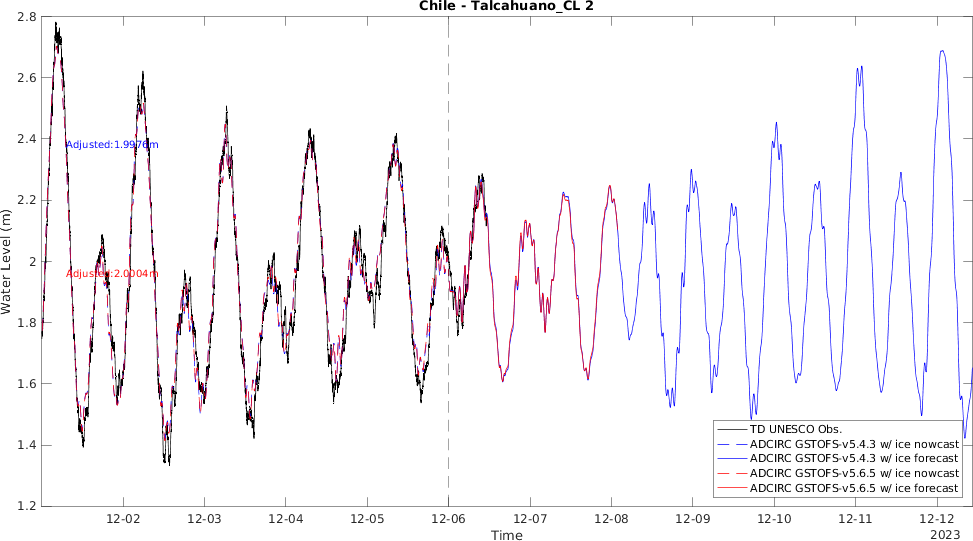 Chile - Talcahuano_CL 2
2.8
2.6
2.4
2.2
2
1.8
1.6
1.4
1.2
Water Level (m)
Adjusted:1.9976m
Adjusted:2.0004m
TD UNESCO Obs.
ADCIRC GSTOFS-v5.4.3 w/ ice nowcast
ADCIRC GSTOFS-v5.4.3 w/ ice forecast
ADCIRC GSTOFS-v5.6.5 w/ ice nowcast
ADCIRC GSTOFS-v5.6.5 w/ ice forecast
12-02 12-03 12-04 12-05 12-06 12-07 12-08 12-09 12-10 12-11 12-12
2023
Time